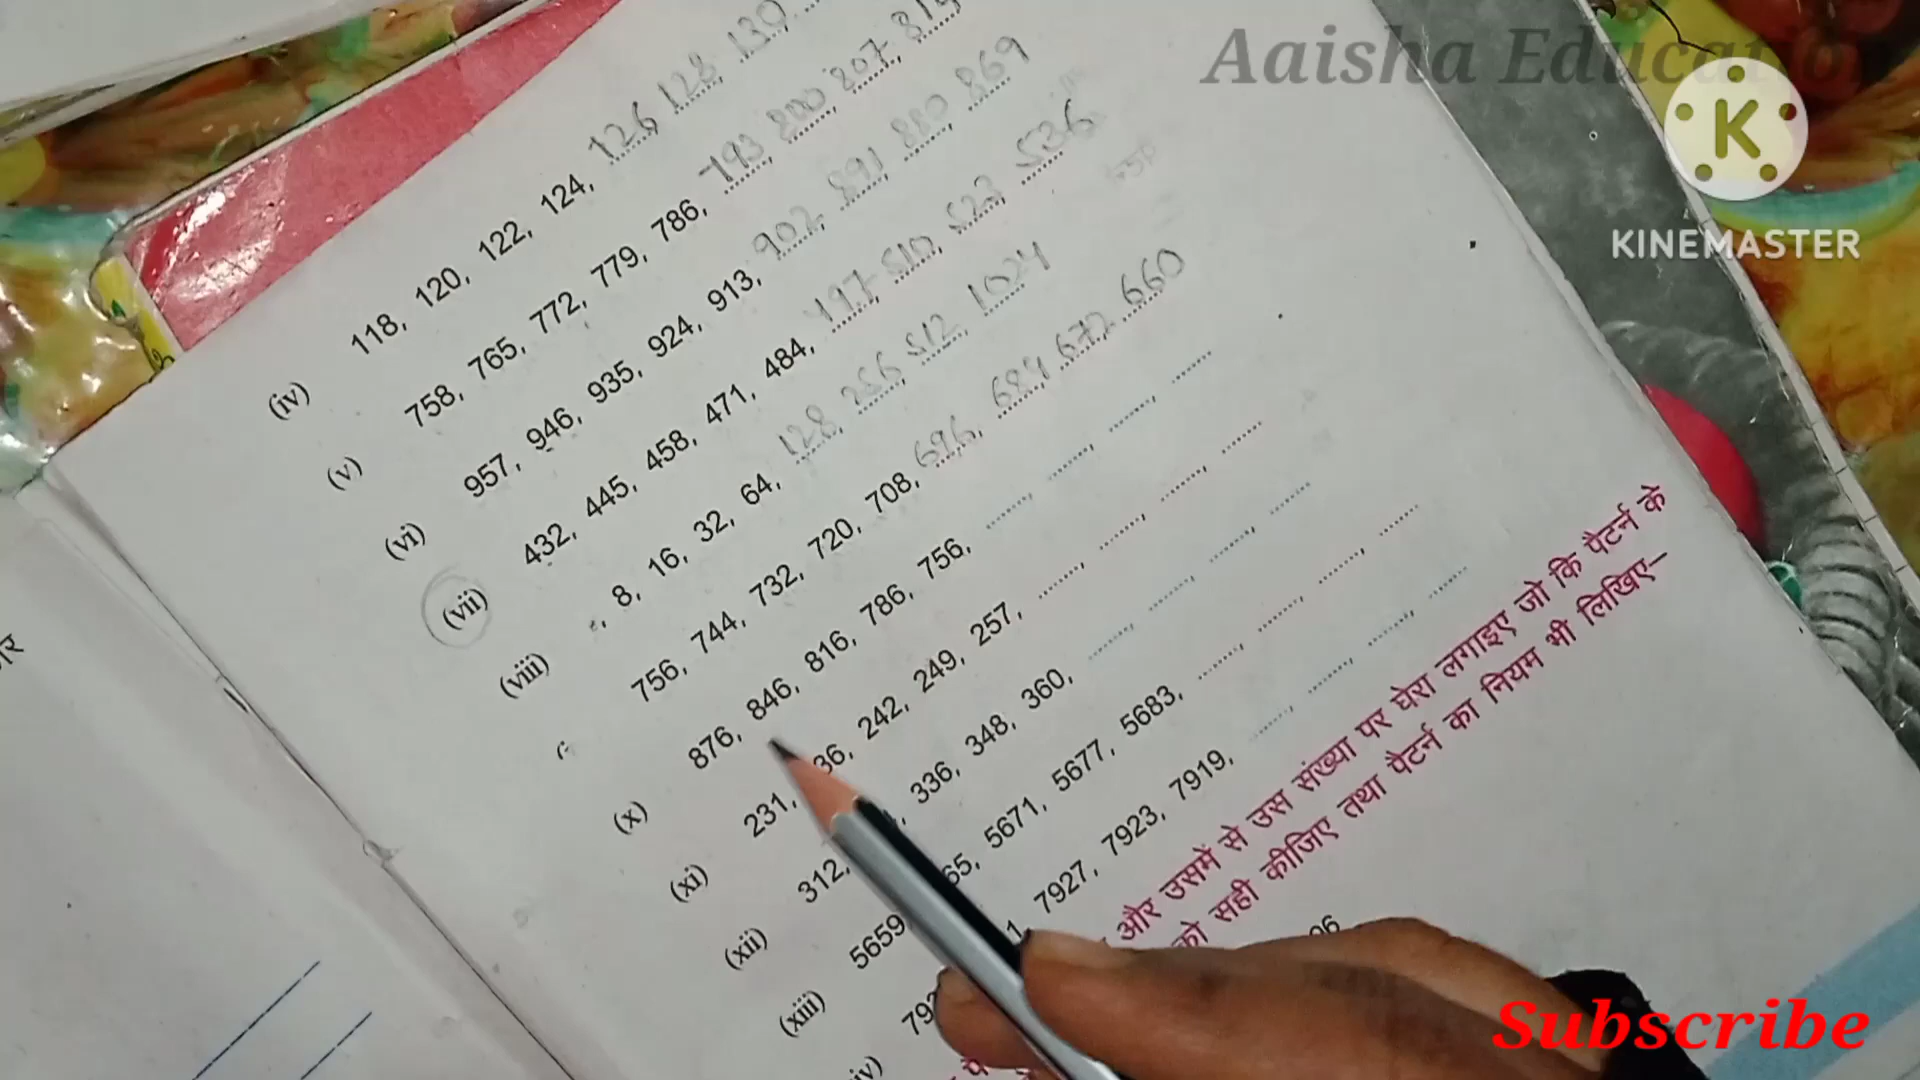 Aaisha Education
KINEMASTER
(iv) 118, 120, 122, 124, 126, 128, 130,
(v) 758, 765, 772, 779, 786, 793, 800, 807,
(vi) 957, 946, 935, 924, 913, 902, 891, 880, 869
(vii) 432, 445, 458, 471, 484, 497, 510, 523, 536
(viii) , 8, 16, 32, 64, 128, 256, 512, 1024
756, 744, 732, 720, 708, 696, 684, 672, 660
(x) 876, 846, 816, 786, 756, ........, ........, ........, ........
(xi) 231, 36, 242, 249, 257, ........, ........, ........, ........
(xii) 312, 336, 348, 360, ........, ........, ........, ........
(xiii) 5659 65, 5671, 5677, 5683, ........, ........, ........, ........
7927, 7923, 7919, ........, ........, ........, ........
और उसमें से उस संख्या पर घेरा लगाइए जो कि पैटर्न के
को सही कीजिए तथा पैटर्न का नियम भी लिखिए–
Subscribe